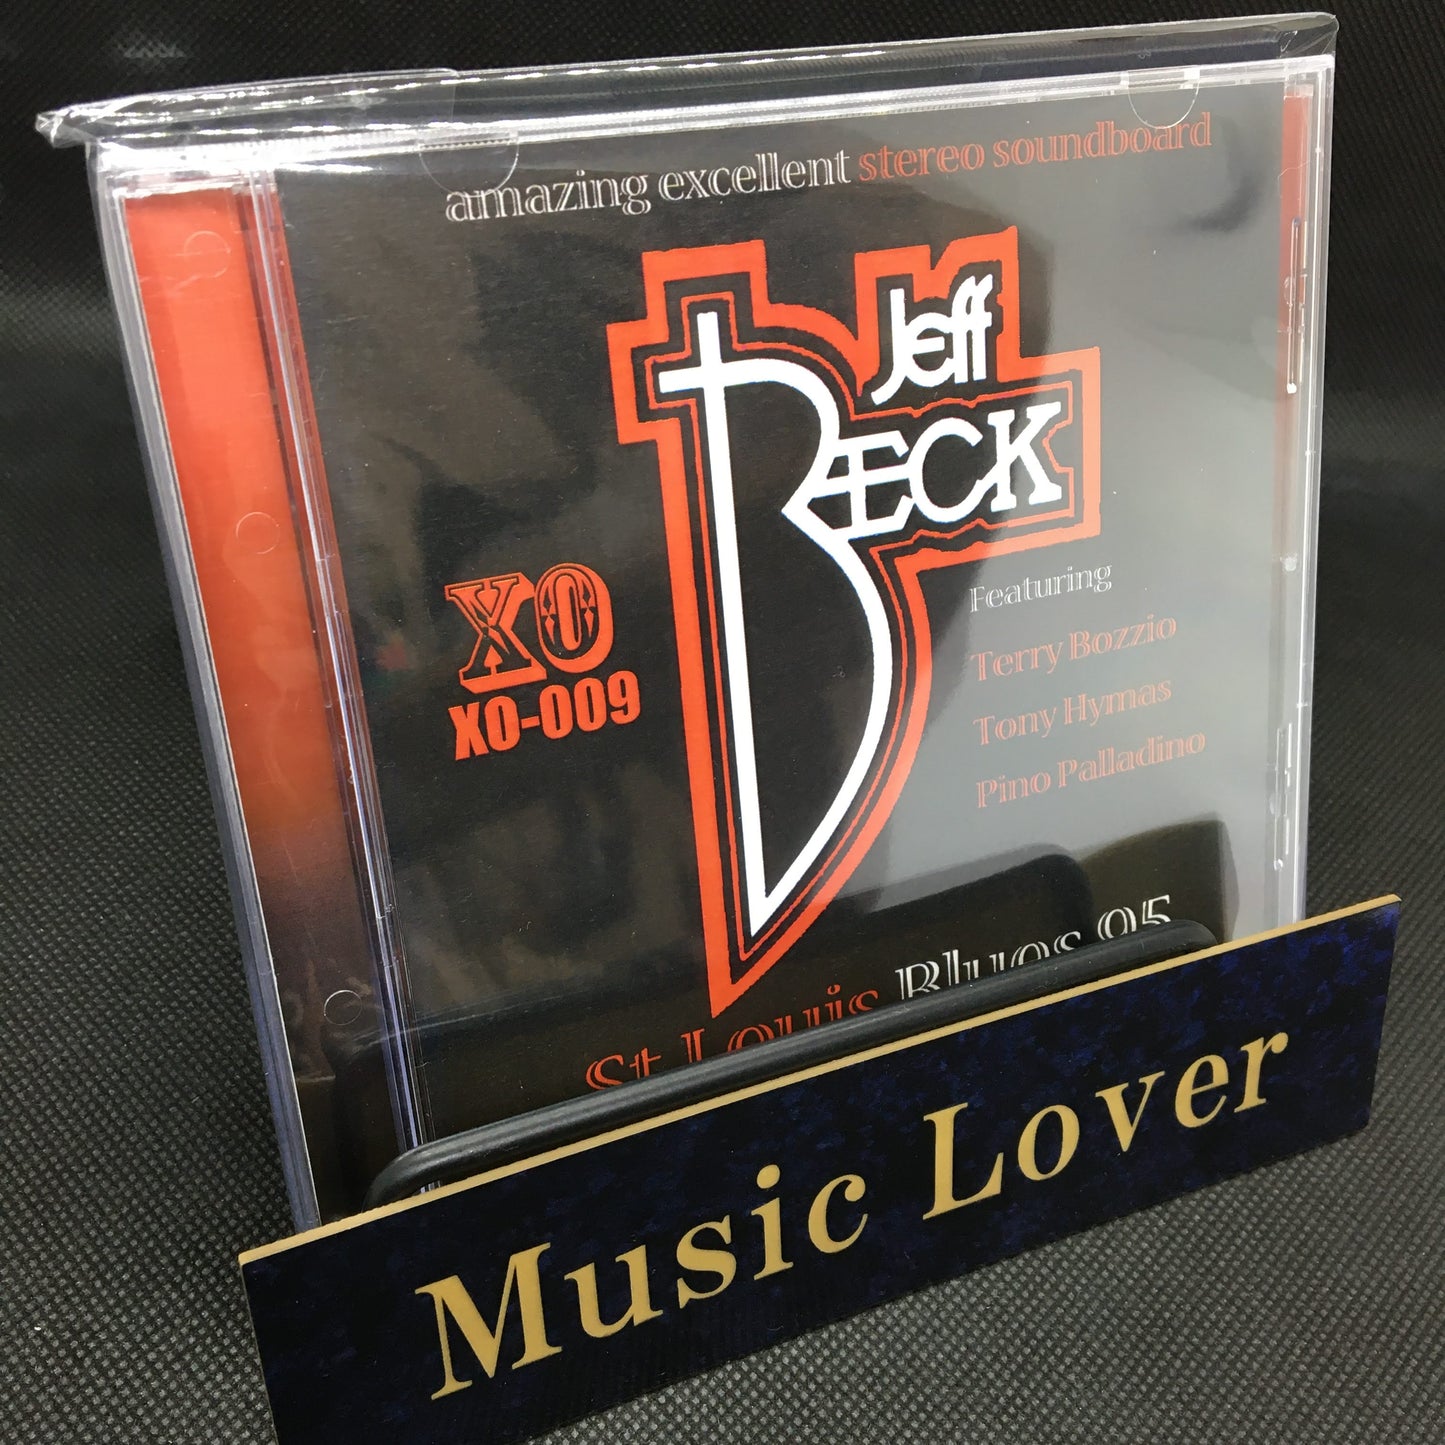 amazing excellent stereo soundboard
Jeff
BECK
XO
XO-009
Featuring
Terry Bozzio
Tony Hymas
Pino Palladino
St Louis Blues 95
Music Lover